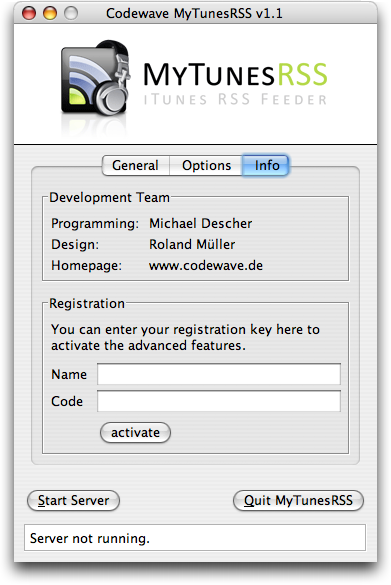 Codewave MyTunesRSS v1.1
MyTunesRSS
iTunes RSS Feeder
General Options Info
Development Team
Programming: Michael Descher
Design: Roland Müller
Homepage: www.codewave.de
Registration
You can enter your registration key here to
activate the advanced features.
Name
Code
activate
Start Server Quit MyTunesRSS
Server not running.